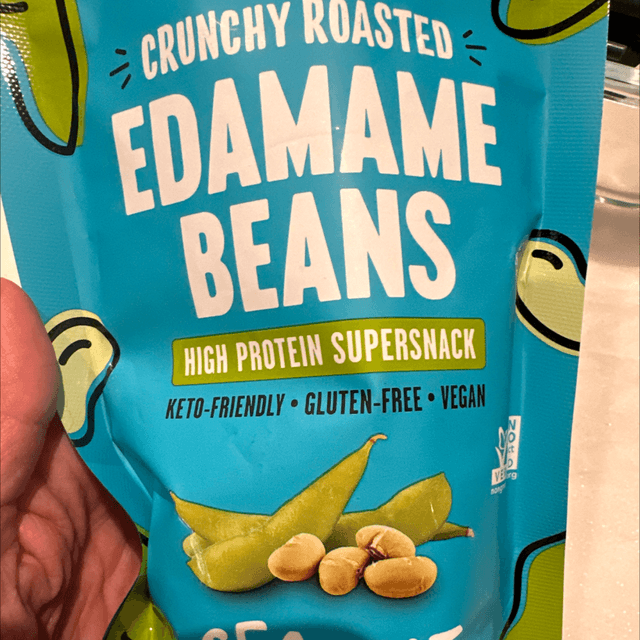 CRUNCHY ROASTED
EDAMAME
BEANS
HIGH PROTEIN SUPERSNACK
KETO-FRIENDLY • GLUTEN-FREE • VEGAN